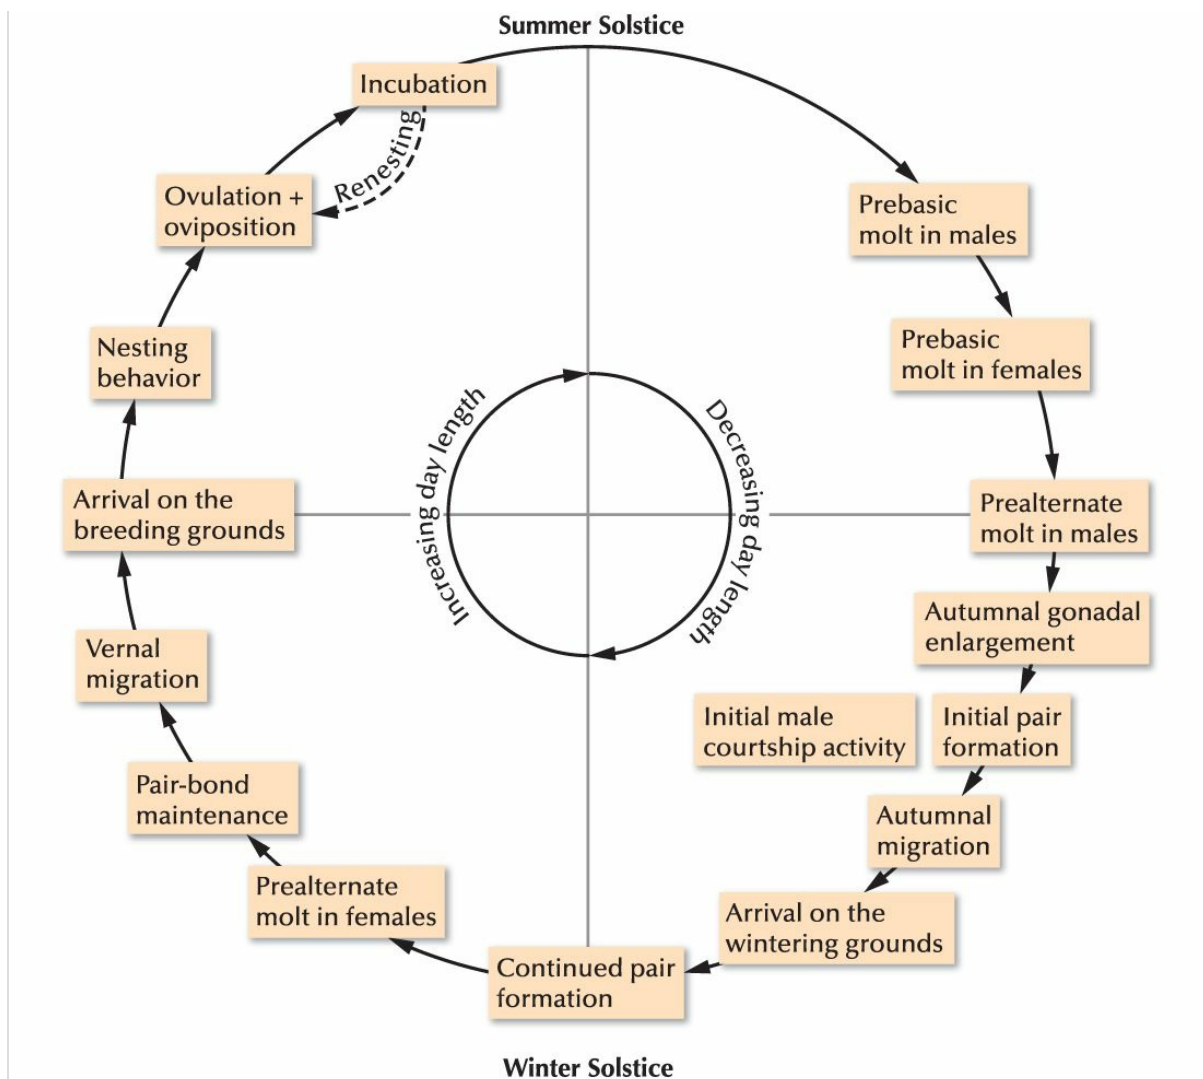 Summer Solstice
Incubation
Renesting
Ovulation +
oviposition
Nesting
behavior
Arrival on the
breeding grounds
Vernal
migration
Pair-bond
maintenance
Prealternate
molt in females
Continued pair
formation
Winter Solstice
Prebasic
molt in males
Prebasic
molt in females
Prealternate
molt in males
Autumnal gonadal
enlargement
Initial male
courtship activity
Initial pair
formation
Autumnal
migration
Arrival on the
wintering grounds
Increasing day length
Decreasing day length